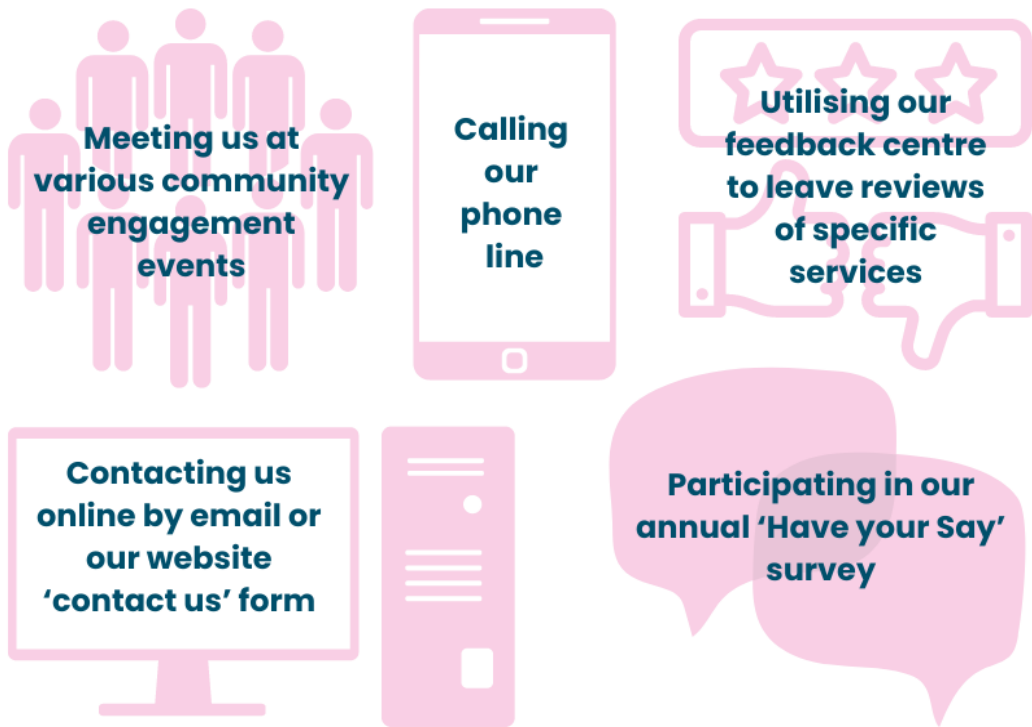 Meeting us at
various community
engagement
events
Calling
our
phone
line
Utilising our
feedback centre
to leave reviews
of specific
services
Contacting us
online by email or
our website
‘contact us’ form
Participating in our
annual ‘Have your Say’
survey